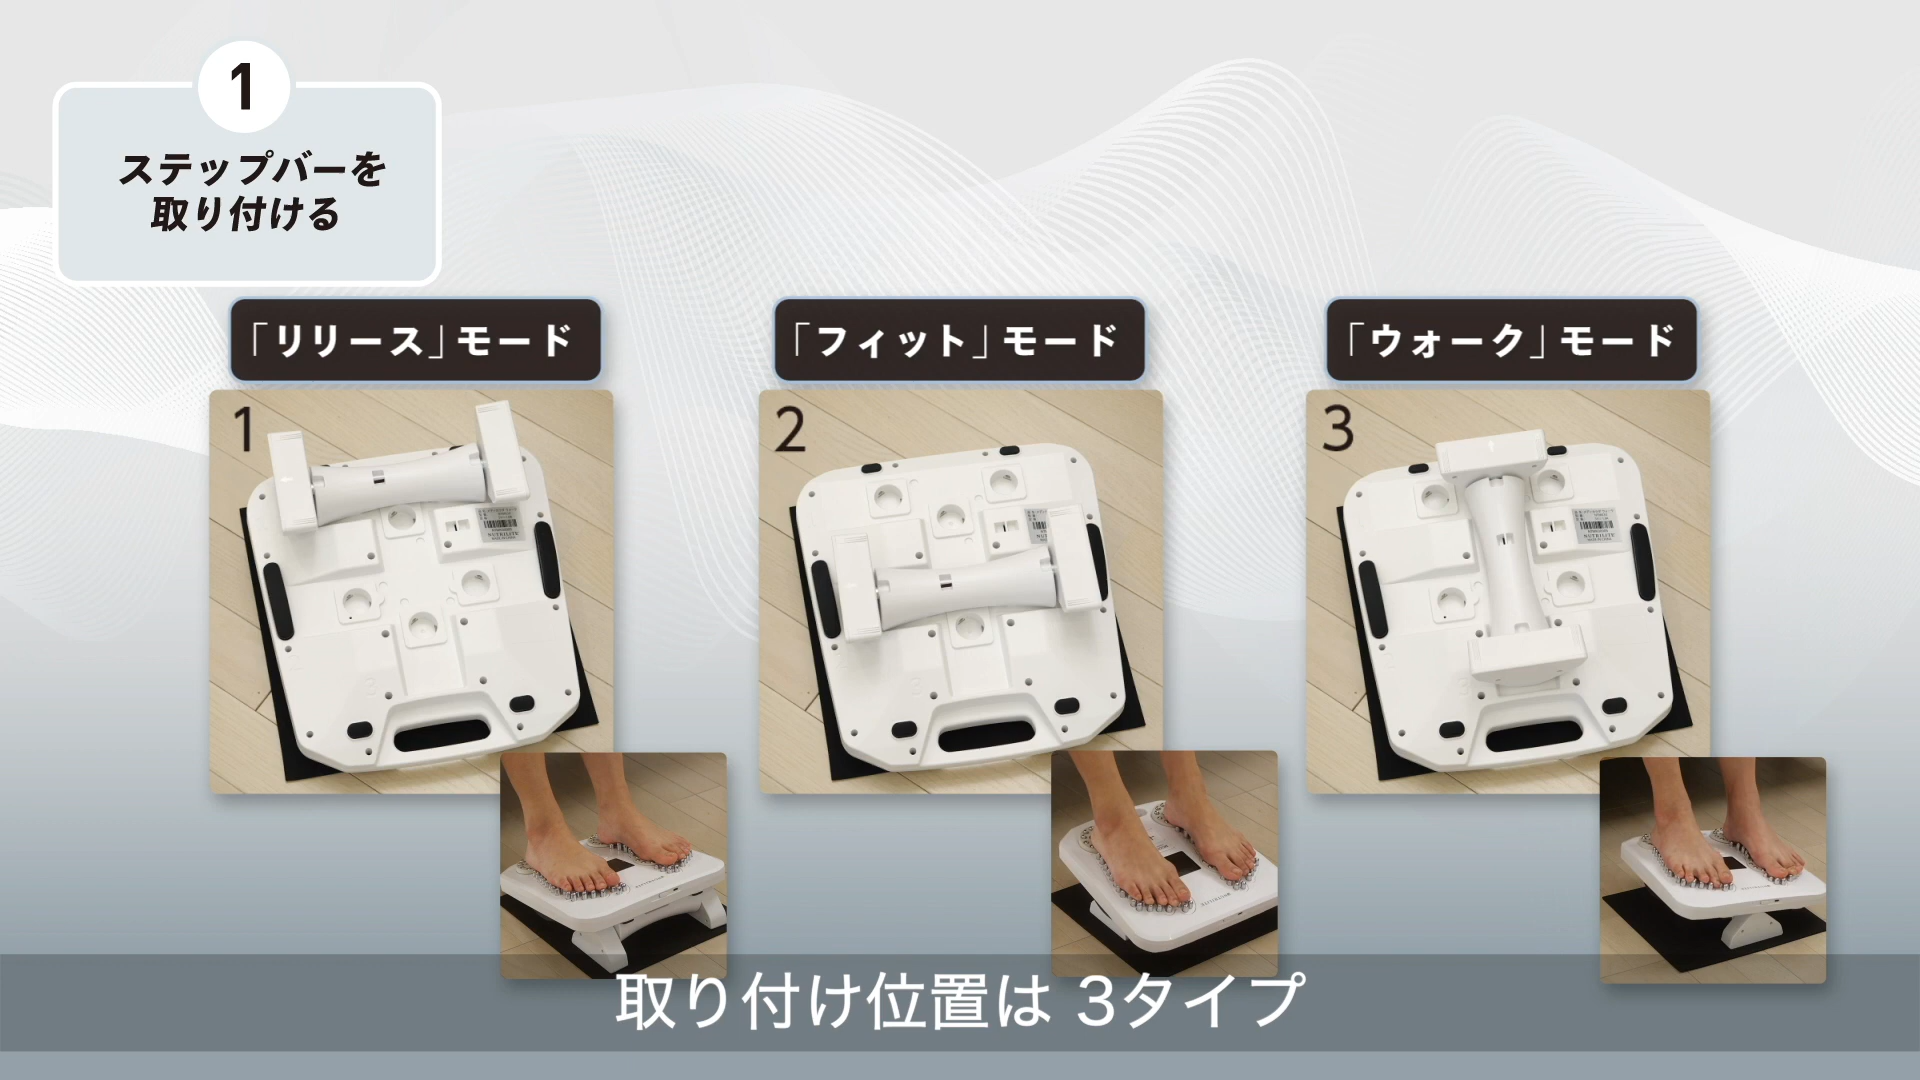 1
ステップバーを
取り付ける
「リリース」モード
「フィット」モード
「ウォーク」モード
1
2
3
NUTRILITE
NUTRILITE
取り付け位置は 3タイプ